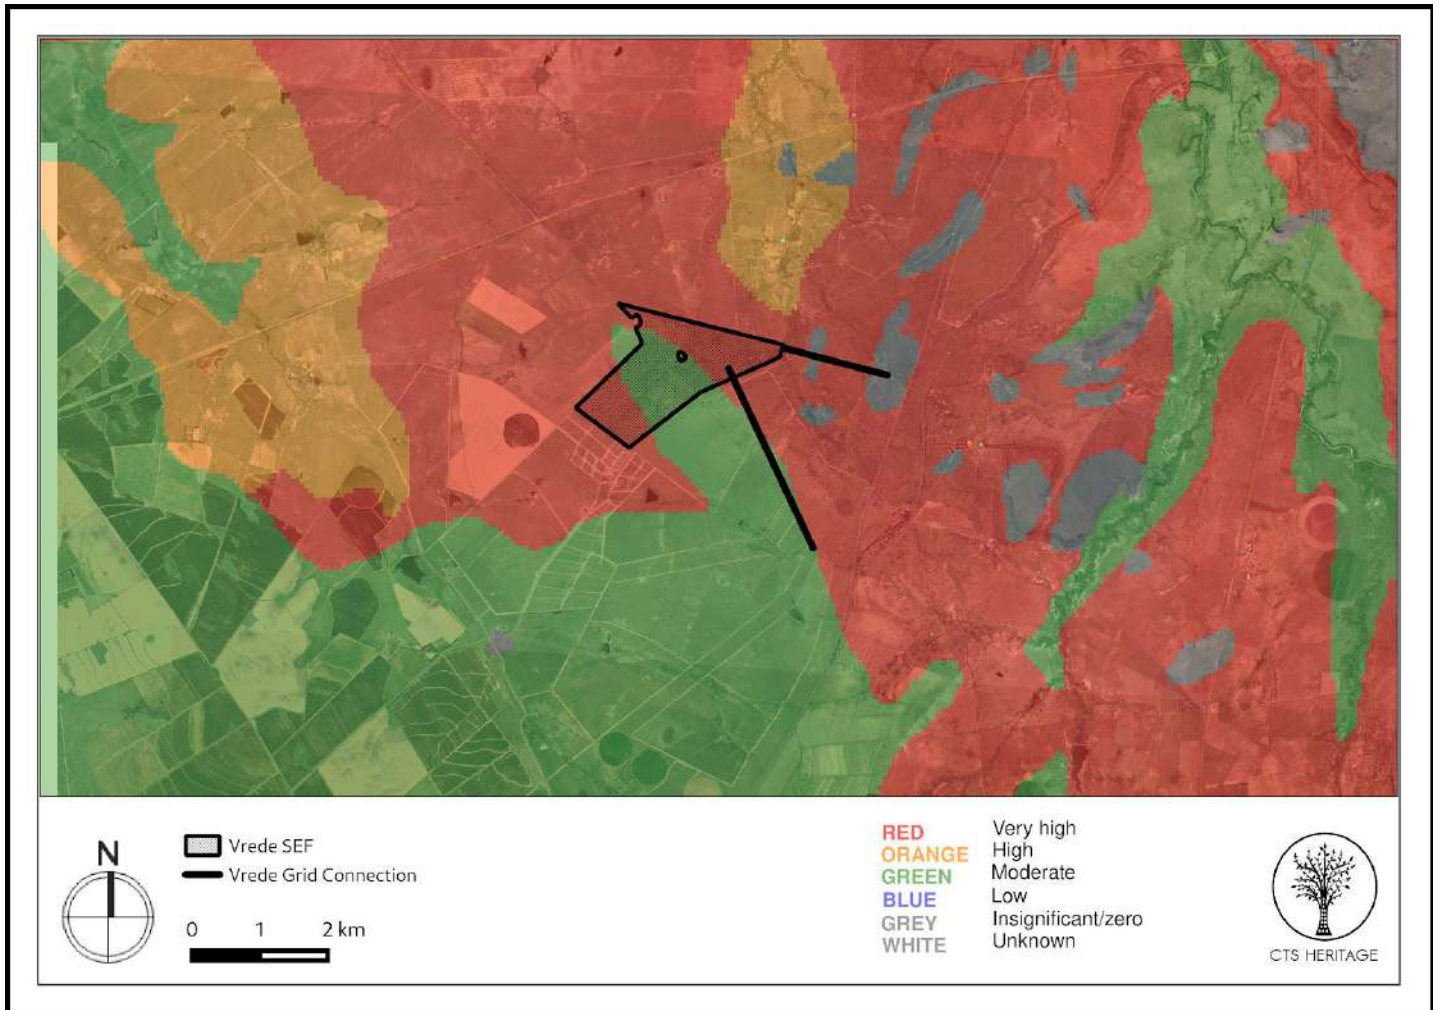 N
Vrede SEF
Vrede Grid Connection
0 1 2 km
RED Very high
ORANGE High
GREEN Moderate
BLUE Low
GREY Insignificant/zero
WHITE Unknown
CTS HERITAGE